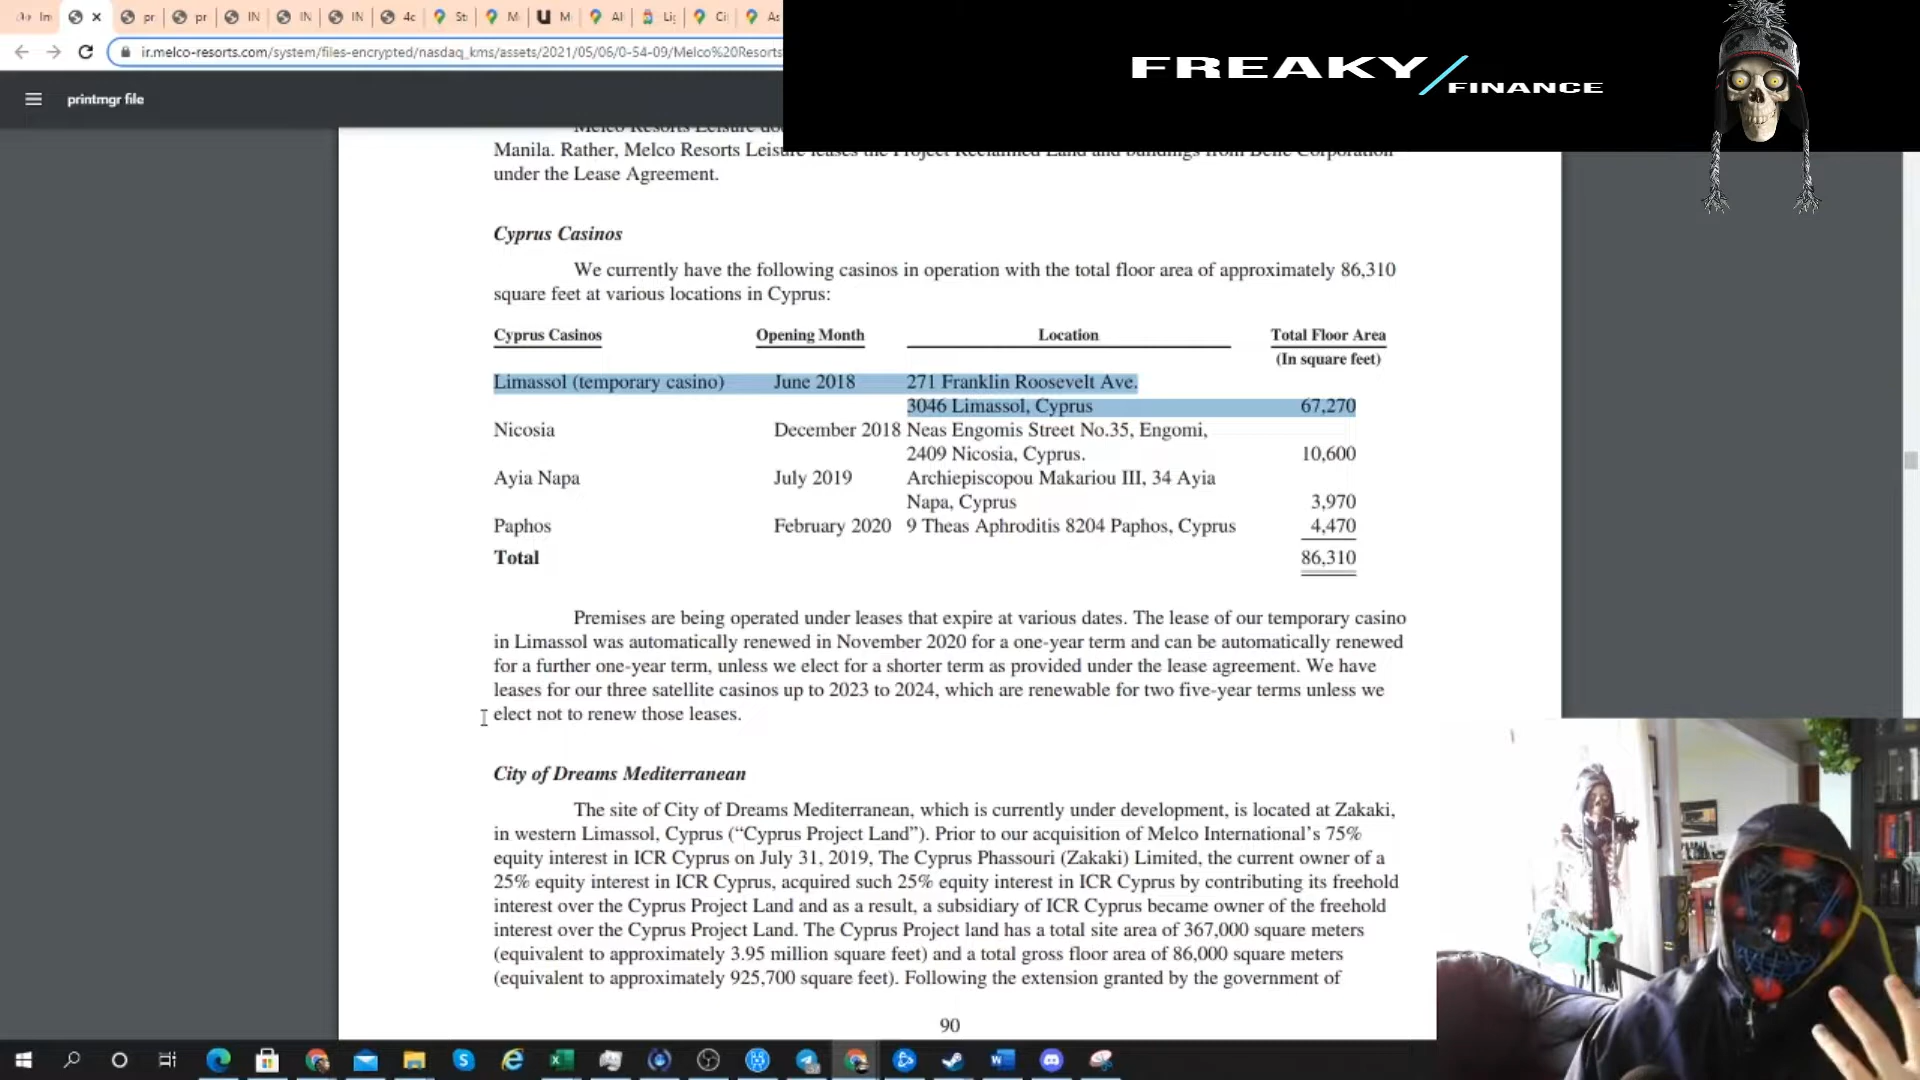 ir.melco-resorts.com/system/files-encrypted/nasdaq_kms/assets/2021/05/06/0-54-09/Melco%20Resorts
FREAKY/FINANCE
printmgr file
Melco Resorts Leisure
Manila. Rather, Melco Resorts Leisure leases the Project Reclaimed Land and buildings from Belle Corporation
under the Lease Agreement.
Cyprus Casinos
We currently have the following casinos in operation with the total floor area of approximately 86,310
square feet at various locations in Cyprus:
Cyprus Casinos Opening Month Location Total Floor Area
(In square feet)
Limassol (temporary casino) June 2018 271 Franklin Roosevelt Ave.
3046 Limassol, Cyprus 67,270
Nicosia December 2018 Neas Engomis Street No.35, Engomi,
2409 Nicosia, Cyprus. 10,600
Ayia Napa July 2019 Archiepiscopou Makariou III, 34 Ayia
Napa, Cyprus 3,970
Paphos February 2020 9 Theas Aphroditis 8204 Paphos, Cyprus 4,470
Total 86,310
Premises are being operated under leases that expire at various dates. The lease of our temporary casino
in Limassol was automatically renewed in November 2020 for a one-year term and can be automatically renewed
for a further one-year term, unless we elect for a shorter term as provided under the lease agreement. We have
leases for our three satellite casinos up to 2023 to 2024, which are renewable for two five-year terms unless we
elect not to renew those leases.
City of Dreams Mediterranean
The site of City of Dreams Mediterranean, which is currently under development, is located at Zakaki,
in western Limassol, Cyprus (“Cyprus Project Land”). Prior to our acquisition of Melco International’s 75%
equity interest in ICR Cyprus on July 31, 2019, The Cyprus Phassouri (Zakaki) Limited, the current owner of a
25% equity interest in ICR Cyprus, acquired such 25% equity interest in ICR Cyprus by contributing its freehold
interest over the Cyprus Project Land and as a result, a subsidiary of ICR Cyprus became owner of the freehold
interest over the Cyprus Project Land. The Cyprus Project land has a total site area of 367,000 square meters
(equivalent to approximately 3.95 million square feet) and a total gross floor area of 86,000 square meters
(equivalent to approximately 925,700 square feet). Following the extension granted by the government of
90